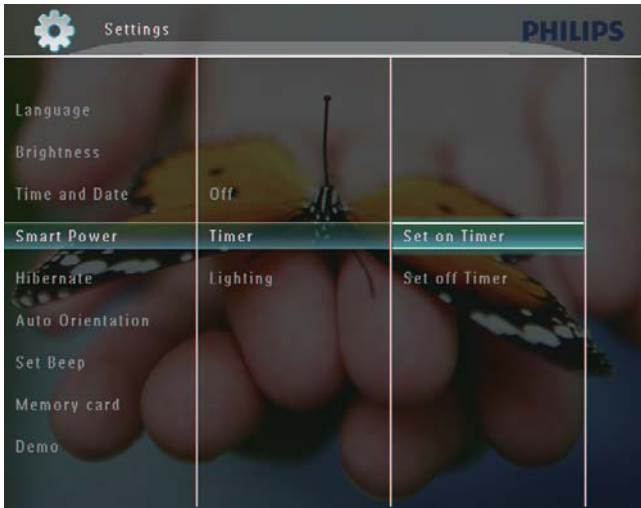 Settings
PHILIPS
Language
Brightness
Time and Date
Smart Power
Hibernate
Auto Orientation
Set Beep
Memory card
Demo
Off
Timer
Lighting
Set on Timer
Set off Timer